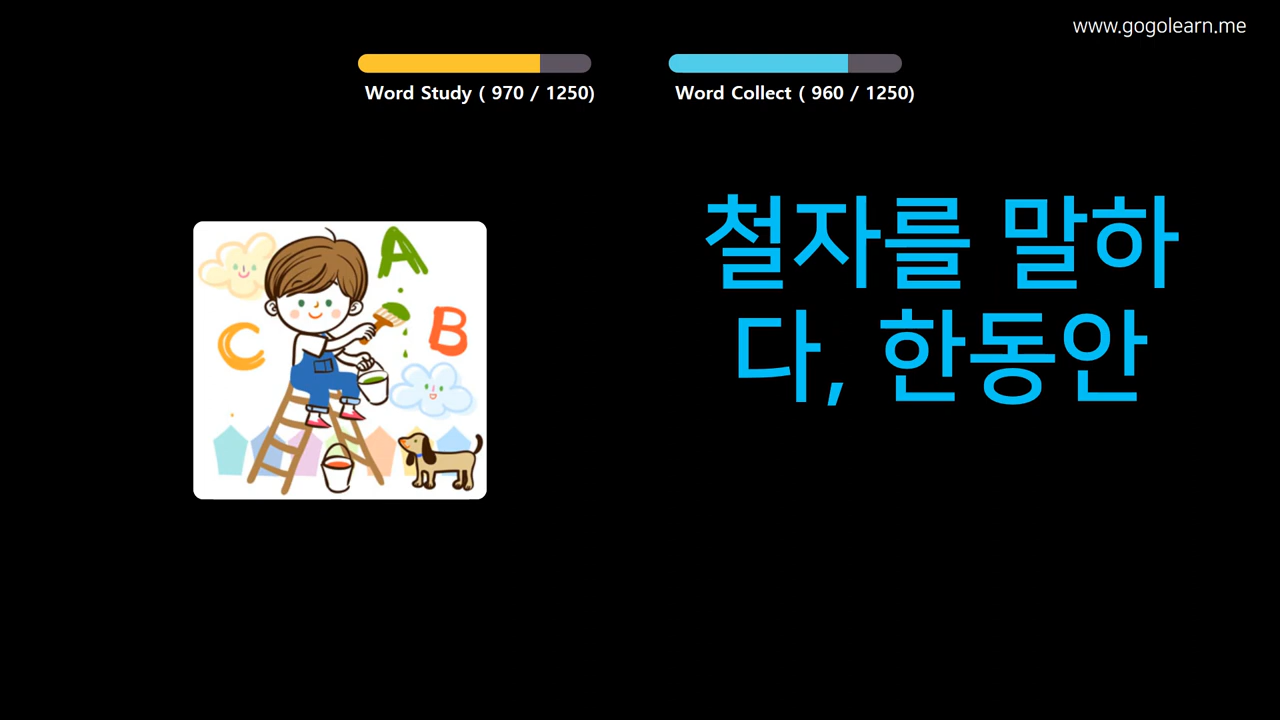 www.gogolearn.me
Word Study ( 970 / 1250)
Word Collect ( 960 / 1250)
철자를 말하
다, 한동안
A
B
C